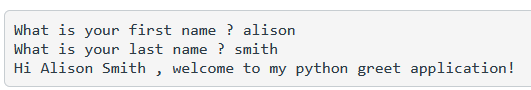 What is your first name ? alison
What is your last name ? smith
Hi Alison Smith , welcome to my python greet application!